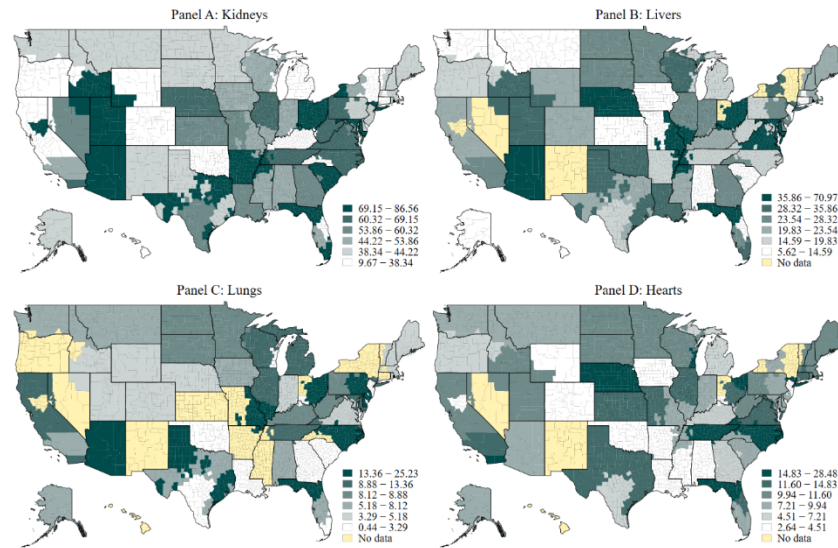 Panel A: Kidneys
69.15 – 86.56
60.32 – 69.15
53.86 – 60.32
44.22 – 53.86
38.34 – 44.22
9.67 – 38.34
Panel B: Livers
35.86 – 70.97
28.32 – 35.86
23.54 – 28.32
19.83 – 23.54
14.59 – 19.83
5.62 – 14.59
No data
Panel C: Lungs
13.36 – 25.23
8.88 – 13.36
8.12 – 8.88
5.18 – 8.12
3.29 – 5.18
0.44 – 3.29
No data
Panel D: Hearts
14.83 – 28.48
11.60 – 14.83
9.94 – 11.60
7.21 – 9.94
4.51 – 7.21
2.64 – 4.51
No data